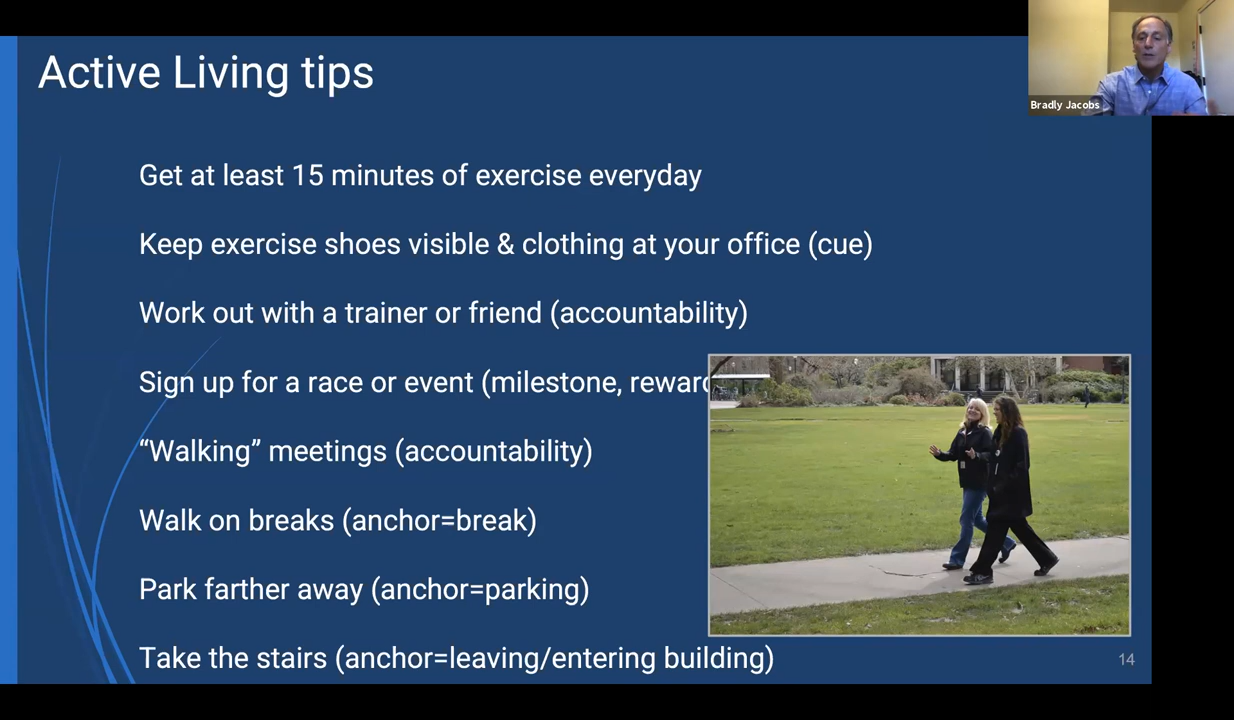 Active Living tips
Bradly Jacobs
Get at least 15 minutes of exercise everyday
Keep exercise shoes visible & clothing at your office (cue)
Work out with a trainer or friend (accountability)
Sign up for a race or event (milestone,
“Walking” meetings (accountability)
Walk on breaks (anchor=break)
Park farther away (anchor=parking)
Take the stairs (anchor=leaving/entering building)
14